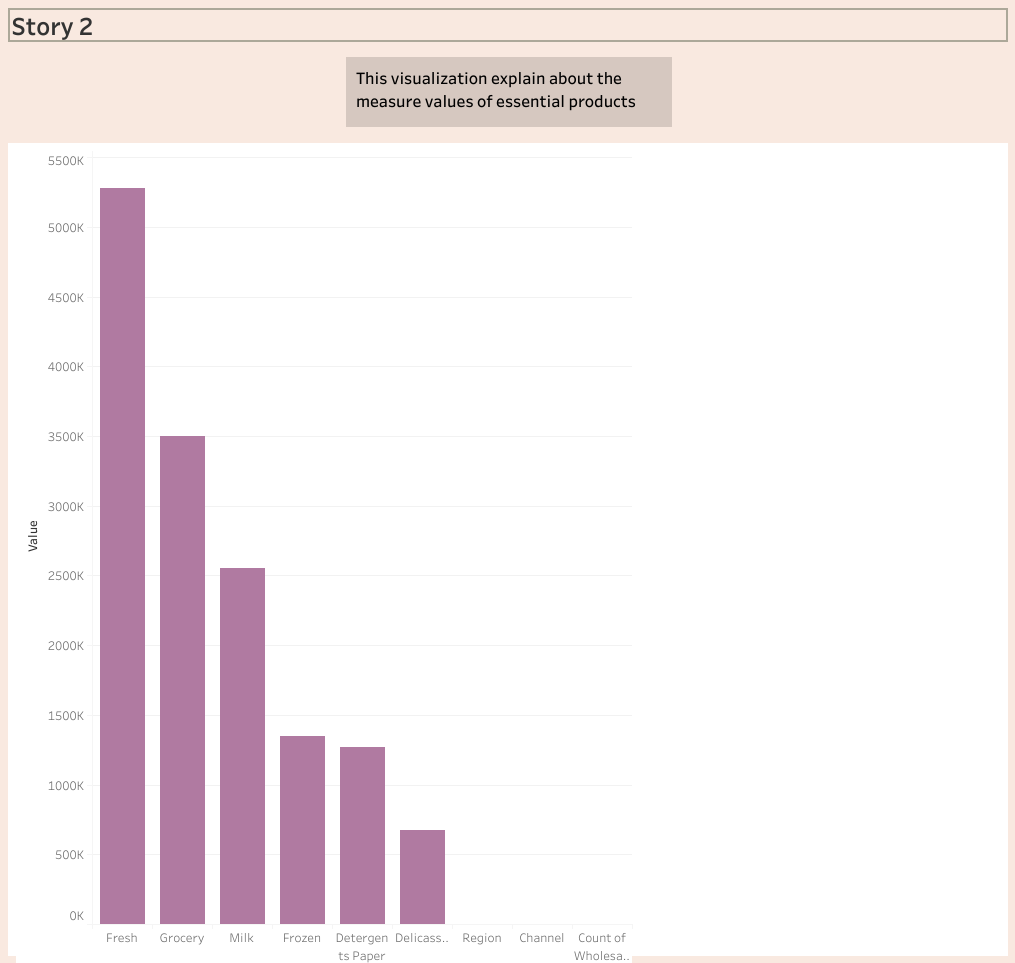 Story 2
This visualization explain about the
measure values of essential products
5500K
5000K
4500K
4000K
3500K
3000K
2500K
2000K
1500K
1000K
500K
0K
Value
Fresh
Grocery
Milk
Frozen
Detergen
ts Paper
Delicass..
Region
Channel
Count of
Wholesa..